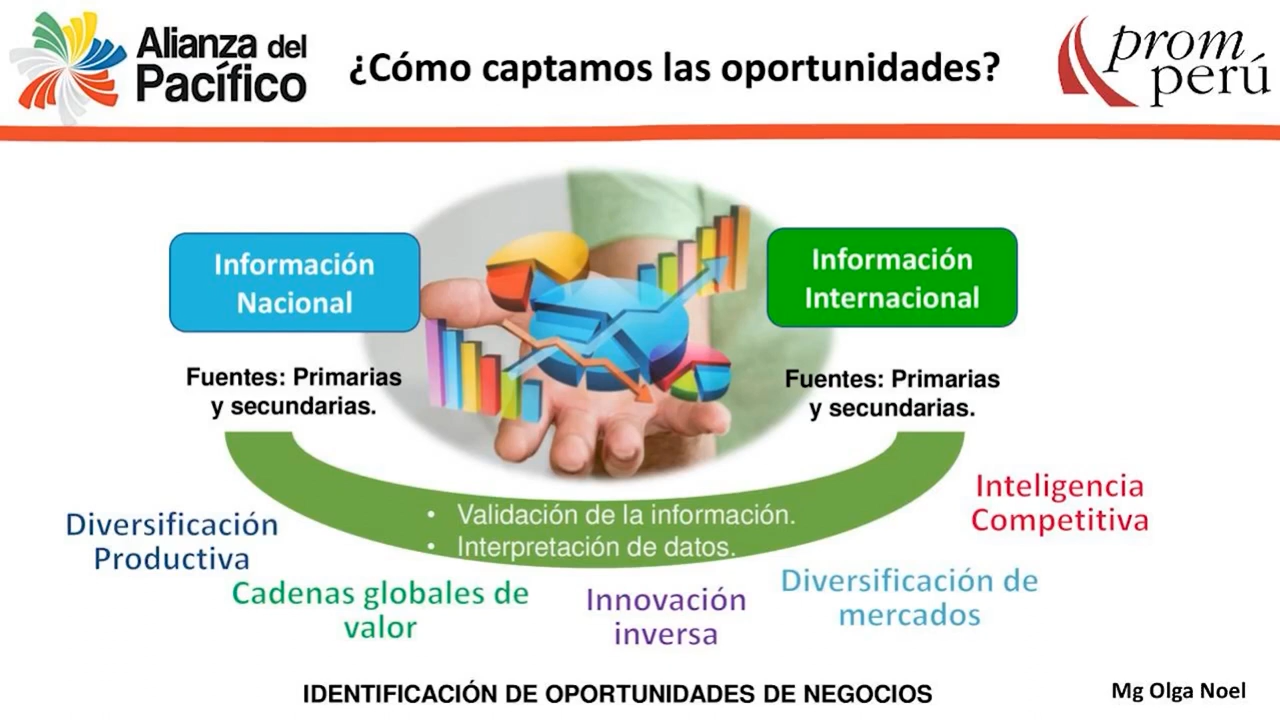 Alianza del
Pacífico
¿Cómo captamos las oportunidades?
prom
perú
Información
Nacional
Información
Internacional
Fuentes: Primarias
y secundarias.
Fuentes: Primarias
y secundarias.
• Validación de la información.
• Interpretación de datos.
Diversificación
Productiva
Cadenas globales de
valor
Innovación
inversa
Diversificación de
mercados
Inteligencia
Competitiva
IDENTIFICACIÓN DE OPORTUNIDADES DE NEGOCIOS
Mg Olga Noel